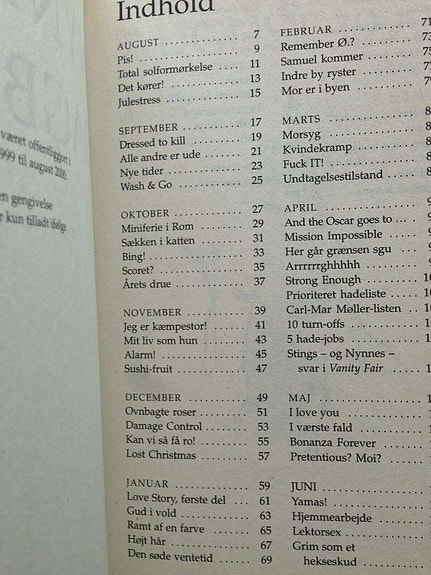 været offentliggjort i
999 til august 2000.
en gengivelse
r kun tilladt ifølge
Indhold
AUGUST 7
Pis! 9
Total solformørkelse 11
Det kører! 13
Julestress 15
SEPTEMBER 17
Dressed to kill 19
Alle andre er ude 21
Nye tider 23
Wash & Go 25
OKTOBER 27
Miniferie i Rom 29
Sækken i katten 31
Bing! 33
Scoret? 35
Årets drue 37
NOVEMBER 39
Jeg er kæmpestor! 41
Mit liv som hun 43
Alarm! 45
Sushi-fruit 47
DECEMBER 49
Ovnbagte roser 51
Damage Control 53
Kan vi så få ro! 55
Lost Christmas 57
JANUAR 59
Love Story, første del 61
Gud i vold 63
Ramt af en farve 65
Højt hår 67
Den søde ventetid 69
FEBRUAR 71
Remember Ø.? 73
Samuel kommer 75
Indre by ryster 77
Mor er i byen 79
MARTS
Morsyg
Kvindekramp
Fuck IT!
Undtagelsestilstand
APRIL
And the Oscar goes to ...
Mission Impossible
Her går grænsen sgu
Arrrrrrghhhhh
Strong Enough
Prioriteret hadeliste
Carl-Mar Møller-listen
10 turn-offs
5 hade-jobs
Stings – og Nynnes –
svar i Vanity Fair
MAJ
I love you
I værste fald
Bonanza Forever
Pretentious? Moi?
JUNI
Yamas!
Hjemmearbejde
Lektorsex
Grim som et
hekseskud